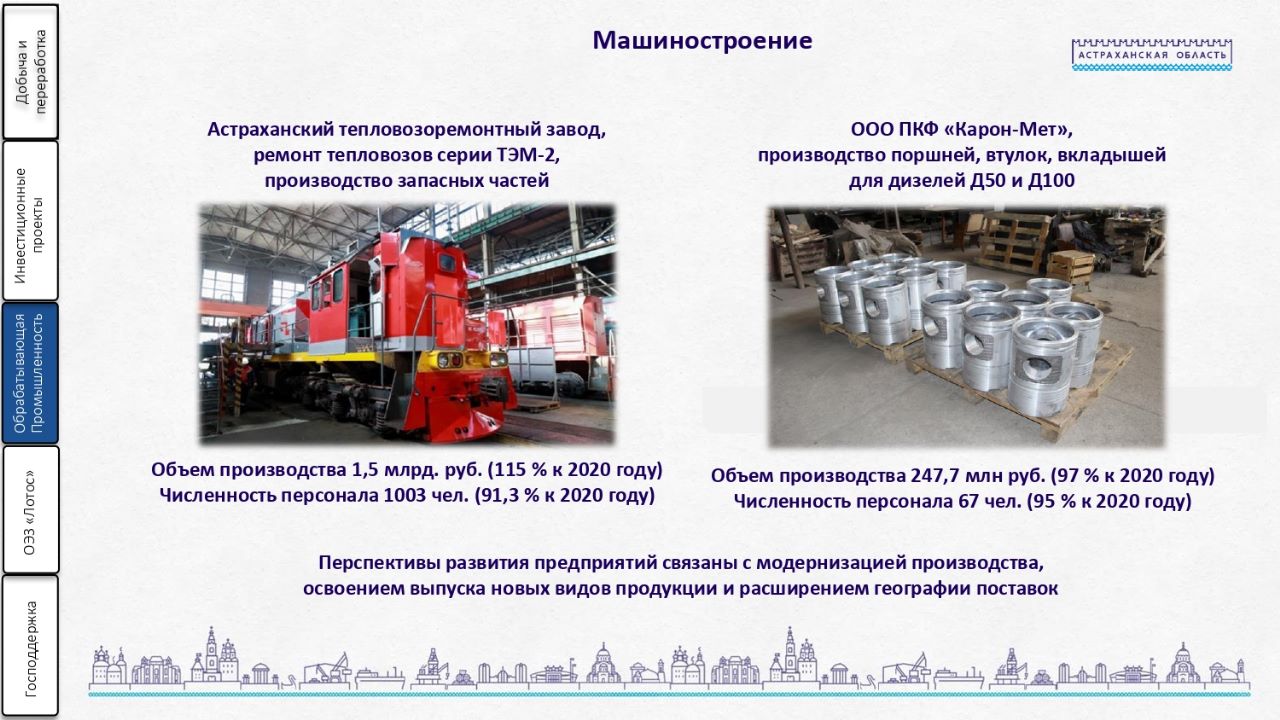 Машиностроение
АСТРАХАНСКАЯ ОБЛАСТЬ
Добыча и
переработка
Инвестиционные
проекты
Обрабатывающая
Промышленность
ОЭЗ «Лотос»
Господдержка
Астраханский тепловозоремонтный завод,
ремонт тепловозов серии ТЭМ-2,
производство запасных частей
Объем производства 1,5 млрд. руб. (115 % к 2020 году)
Численность персонала 1003 чел. (91,3 % к 2020 году)
ООО ПКФ «Карон-Мет»,
производство поршней, втулок, вкладышей
для дизелей Д50 и Д100
Объем производства 247,7 млн руб. (97 % к 2020 году)
Численность персонала 67 чел. (95 % к 2020 году)
Перспективы развития предприятий связаны с модернизацией производства,
освоением выпуска новых видов продукции и расширением географии поставок